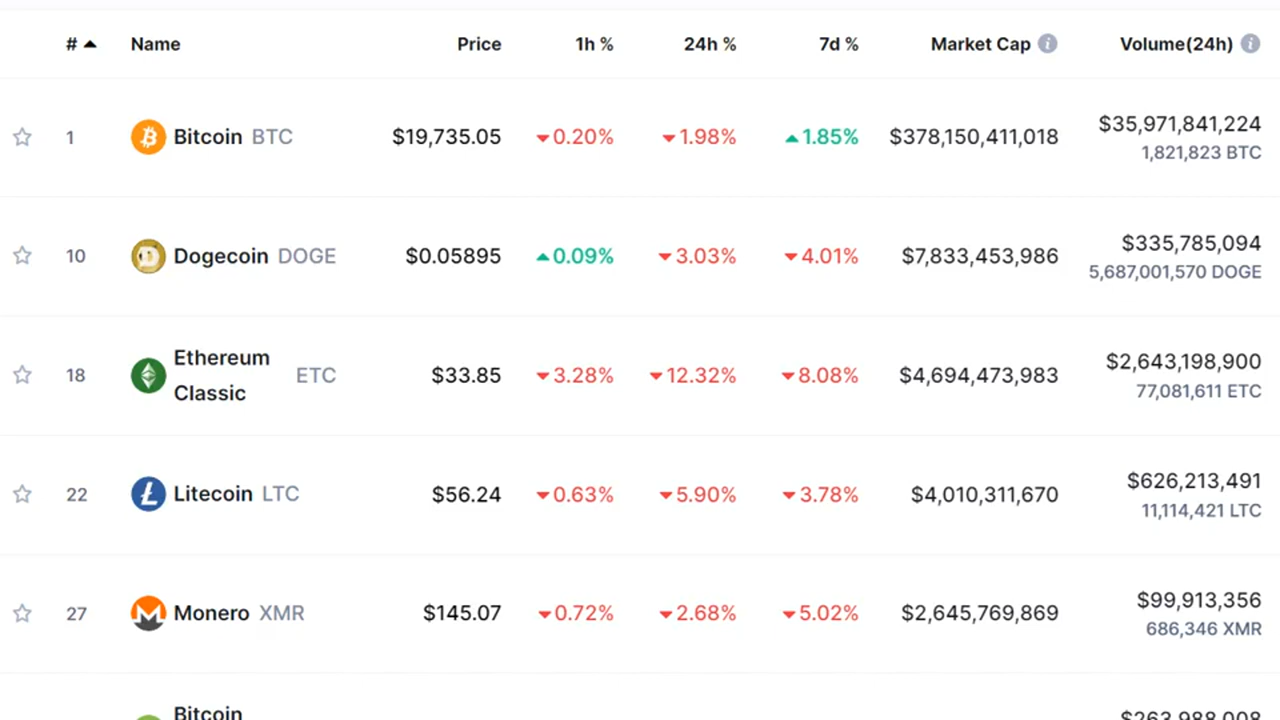 # Name Price 1h % 24h % 7d % Market Cap Volume(24h)
1 Bitcoin BTC $19,735.05 0.20% 1.98% 1.85% $378,150,411,018 $35,971,841,224
1,821,823 BTC
10 Dogecoin DOGE $0.05895 0.09% 3.03% 4.01% $7,833,453,986 $335,785,094
5,687,001,570 DOGE
18 Ethereum Classic ETC $33.85 3.28% 12.32% 8.08% $4,694,473,983 $2,643,198,900
77,081,611 ETC
22 Litecoin LTC $56.24 0.63% 5.90% 3.78% $4,010,311,670 $626,213,491
11,114,421 LTC
27 Monero XMR $145.07 0.72% 2.68% 5.02% $2,645,769,869 $99,913,356
686,346 XMR
Bitcoin $263,988,008